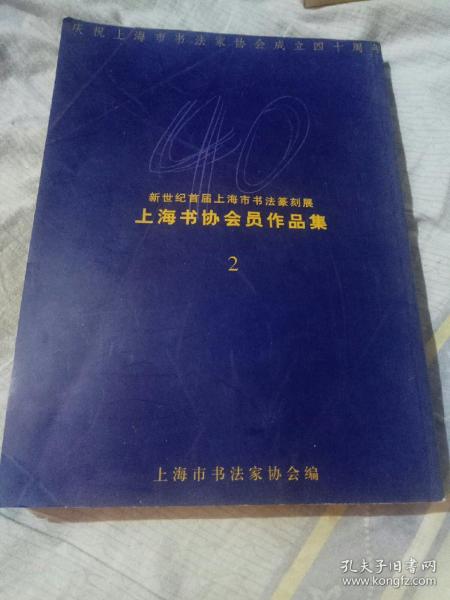 庆祝上海市书法家协会成立四十周年
40
新世纪首届上海市书法篆刻展
上海书协会员作品集
2
上海市书法家协会编
孔夫子旧书网
www.kongfz.com